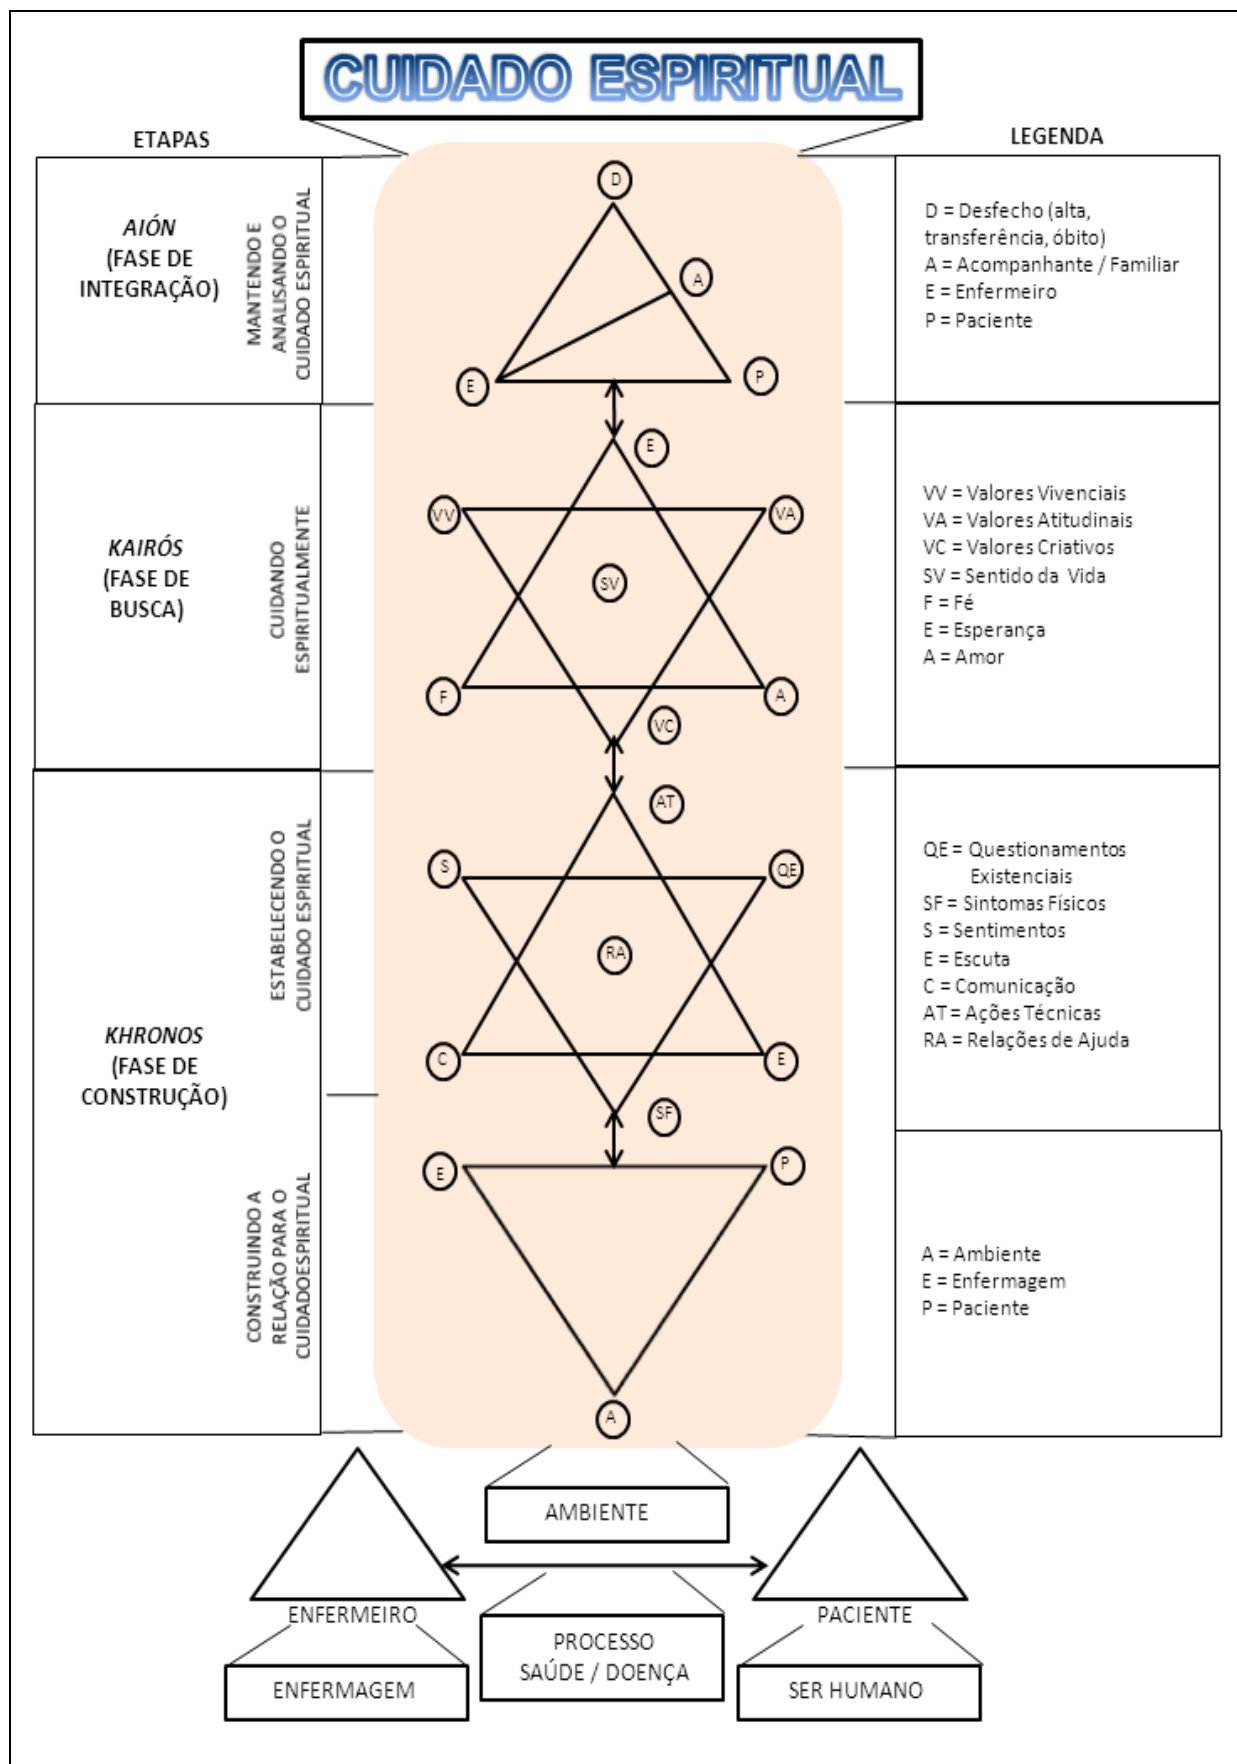 CUIDADO ESPIRITUAL
ETAPAS
LEGENDA
AIÓN
(FASE DE
INTEGRAÇÃO)
MANTENDO E
ANALISANDO O
CUIDADO ESPIRITUAL
D
A
E
P
D = Desfecho (alta,
transferência, óbito)
A = Acompanhante / Familiar
E = Enfermeiro
P = Paciente
KAIRÓS
(FASE DE
BUSCA)
CUIDANDO
ESPIRITUALMENTE
E
VV
VA
SV
F
A
VC
VV = Valores Vivenciais
VA = Valores Atitudinais
VC = Valores Criativos
SV = Sentido da Vida
F = Fé
E = Esperança
A = Amor
KHRONOS
(FASE DE
CONSTRUÇÃO)
ESTABELECENDO O
CUIDADO ESPIRITUAL
AT
S
QE
RA
C
E
SF
QE = Questionamentos
Existenciais
SF = Sintomas Físicos
S = Sentimentos
E = Escuta
C = Comunicação
AT = Ações Técnicas
RA = Relações de Ajuda
CONSTRUINDO A
RELAÇÃO PARA O
CUIDADOESPIRITUAL
E
P
A
A = Ambiente
E = Enfermagem
P = Paciente
AMBIENTE
ENFERMEIRO
PACIENTE
PROCESSO
SAÚDE / DOENÇA
ENFERMAGEM
SER HUMANO